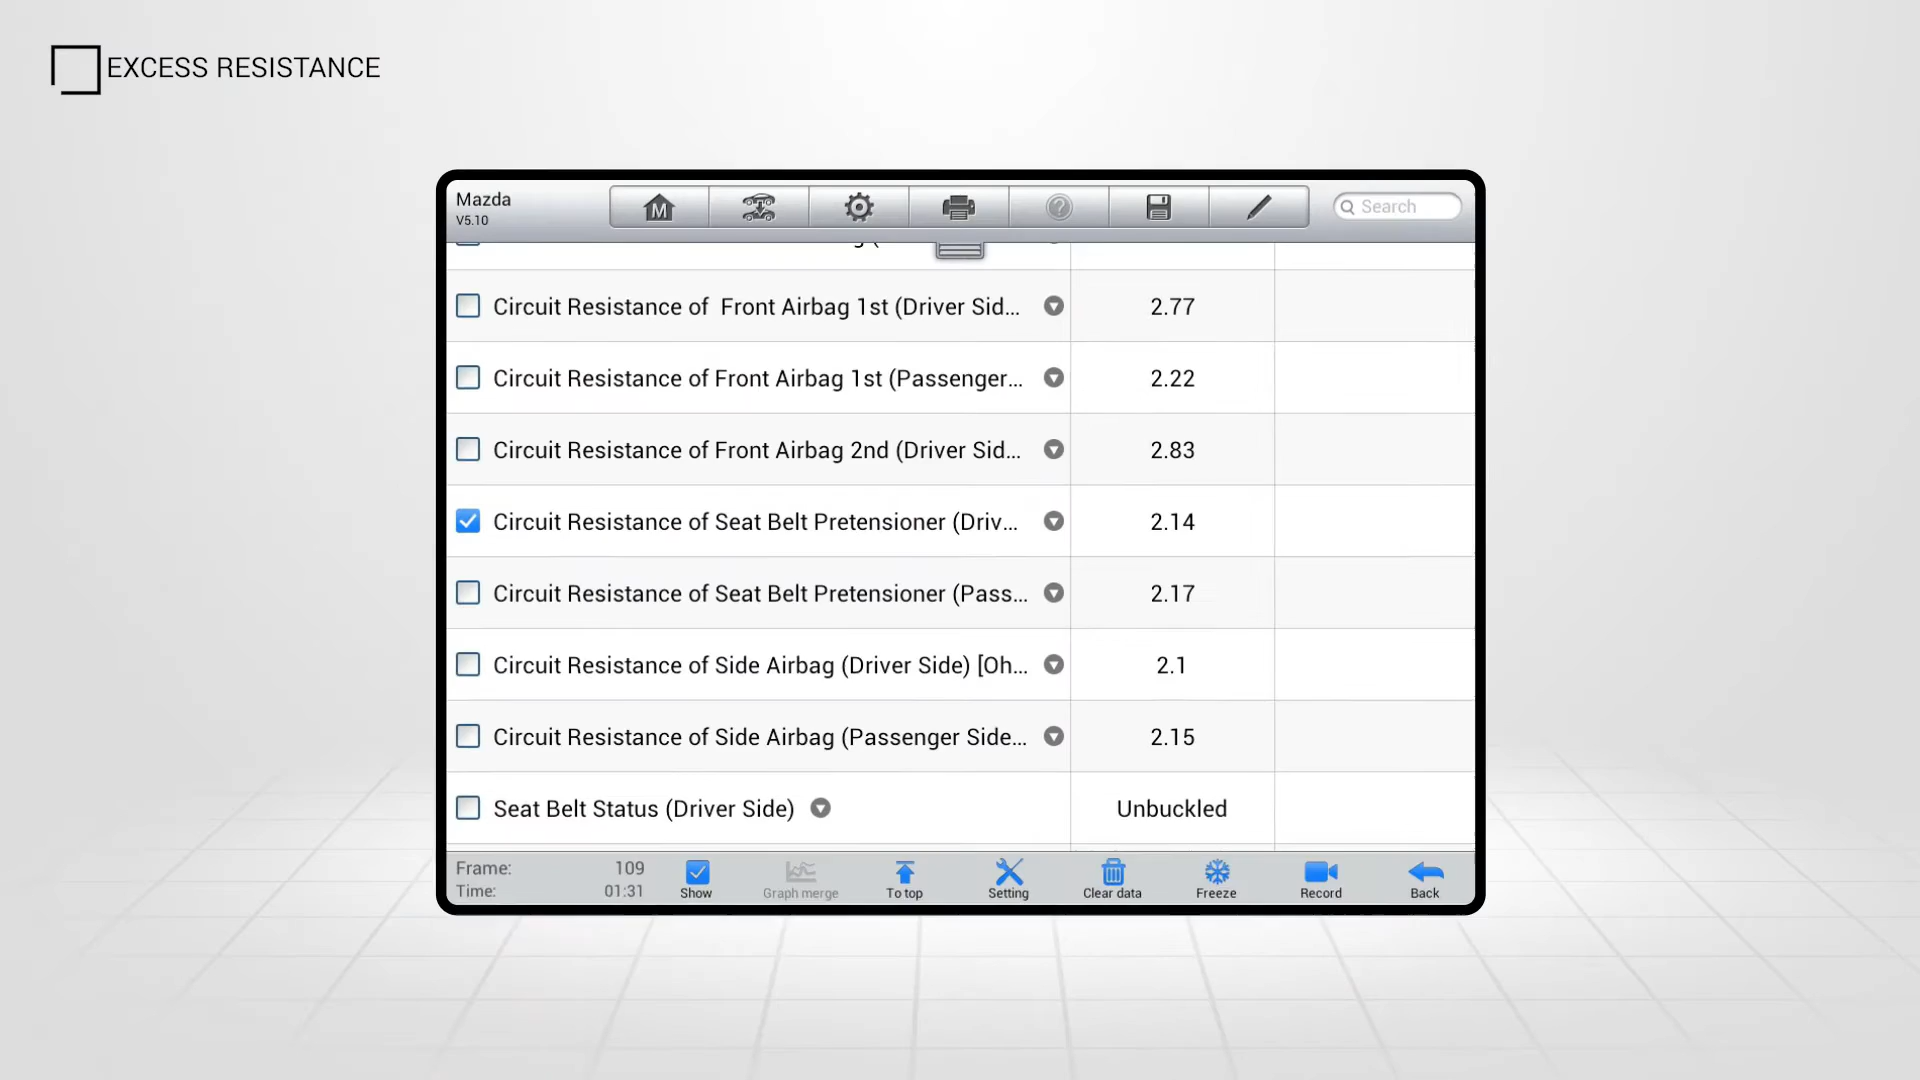 EXCESS RESISTANCE
Mazda
V5.10
M
?
Search
Circuit Resistance of  Front Airbag 1st (Driver Sid... 2.77
Circuit Resistance of Front Airbag 1st (Passenger... 2.22
Circuit Resistance of Front Airbag 2nd (Driver Sid... 2.83
Circuit Resistance of Seat Belt Pretensioner (Driv... 2.14
Circuit Resistance of Seat Belt Pretensioner (Pass... 2.17
Circuit Resistance of Side Airbag (Driver Side) [Oh... 2.1
Circuit Resistance of Side Airbag (Passenger Side... 2.15
Seat Belt Status (Driver Side) Unbuckled
Frame: 109
Time: 01:31
Show
Graph merge
To top
Setting
Clear data
Freeze
Record
Back